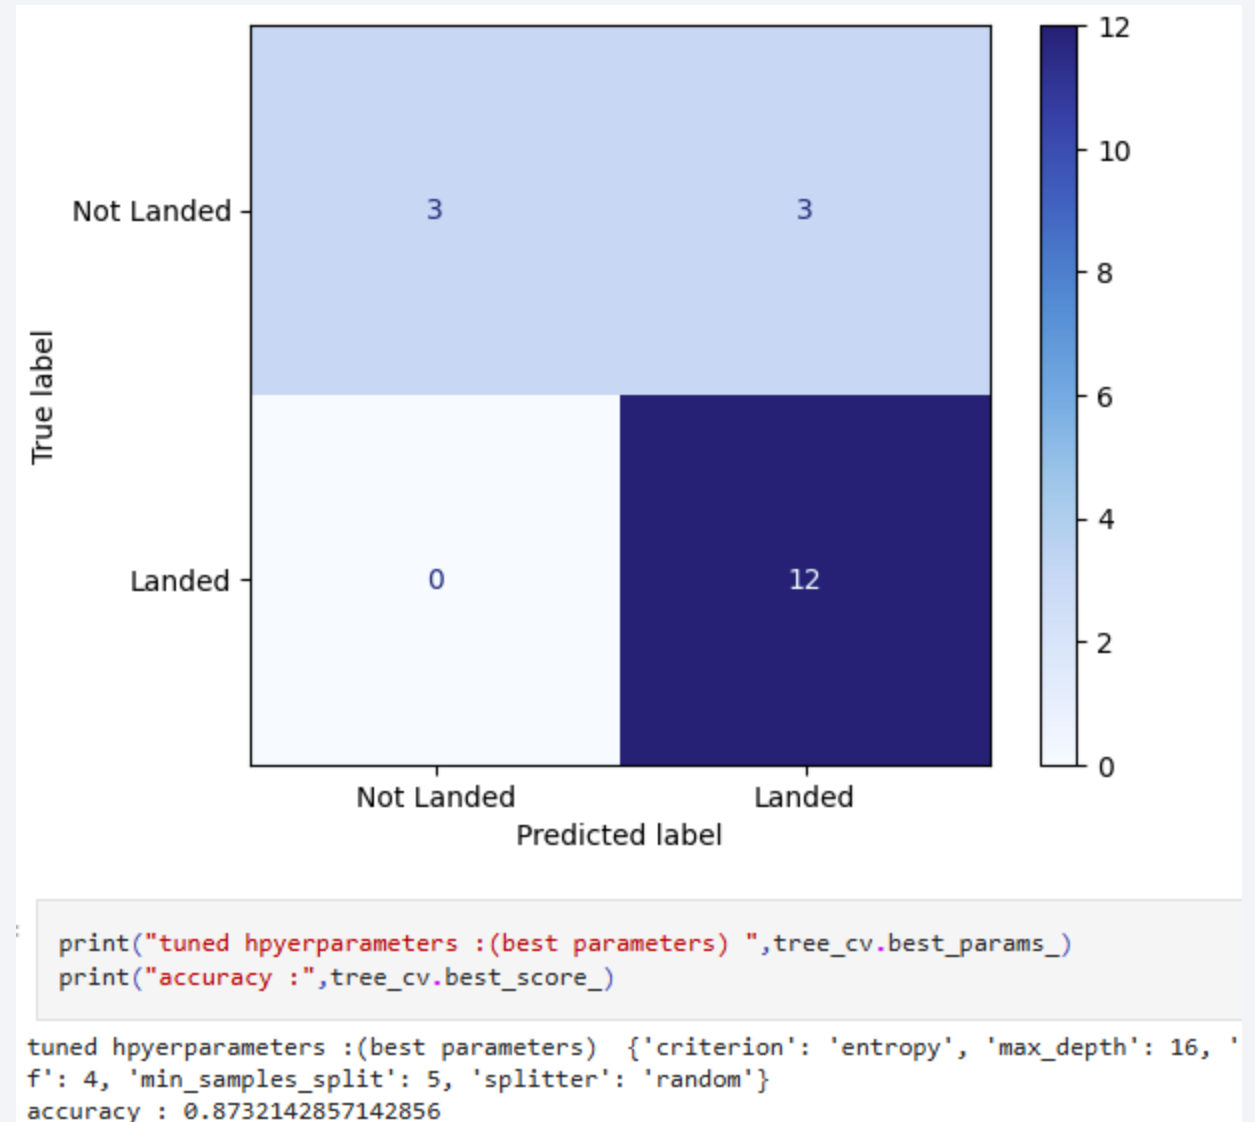 12
10
8
6
4
2
0
True label
Not Landed
3 3
Landed
0 12
Not Landed Landed
Predicted label
:
print("tuned hpyerparameters :(best parameters) ",tree_cv.best_params_)
print("accuracy :",tree_cv.best_score_)
tuned hpyerparameters :(best parameters)  {'criterion': 'entropy', 'max_depth': 16, '
f': 4, 'min_samples_split': 5, 'splitter': 'random'}
accuracy : 0.8732142857142856